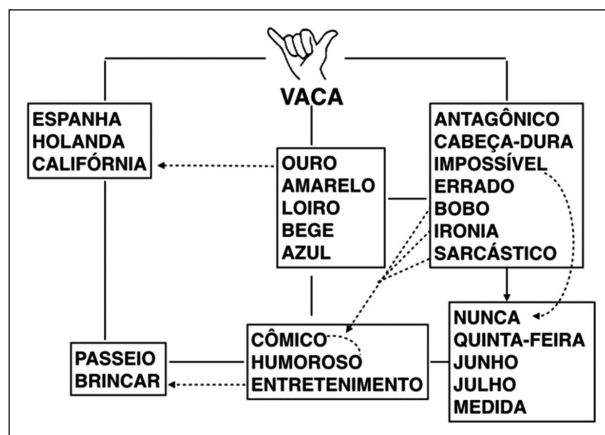 VACA
ESPANHA
HOLANDA
CALIFÓRNIA
OURO
AMARELO
LOIRO
BEGE
AZUL
ANTAGÔNICO
CABEÇA-DURA
IMPOSSÍVEL
ERRADO
BOBO
IRONIA
SARCÁSTICO
PASSEIO
BRINCAR
CÔMICO
HUMOROSO
ENTRETENIMENTO
NUNCA
QUINTA-FEIRA
JUNHO
JULHO
MEDIDA